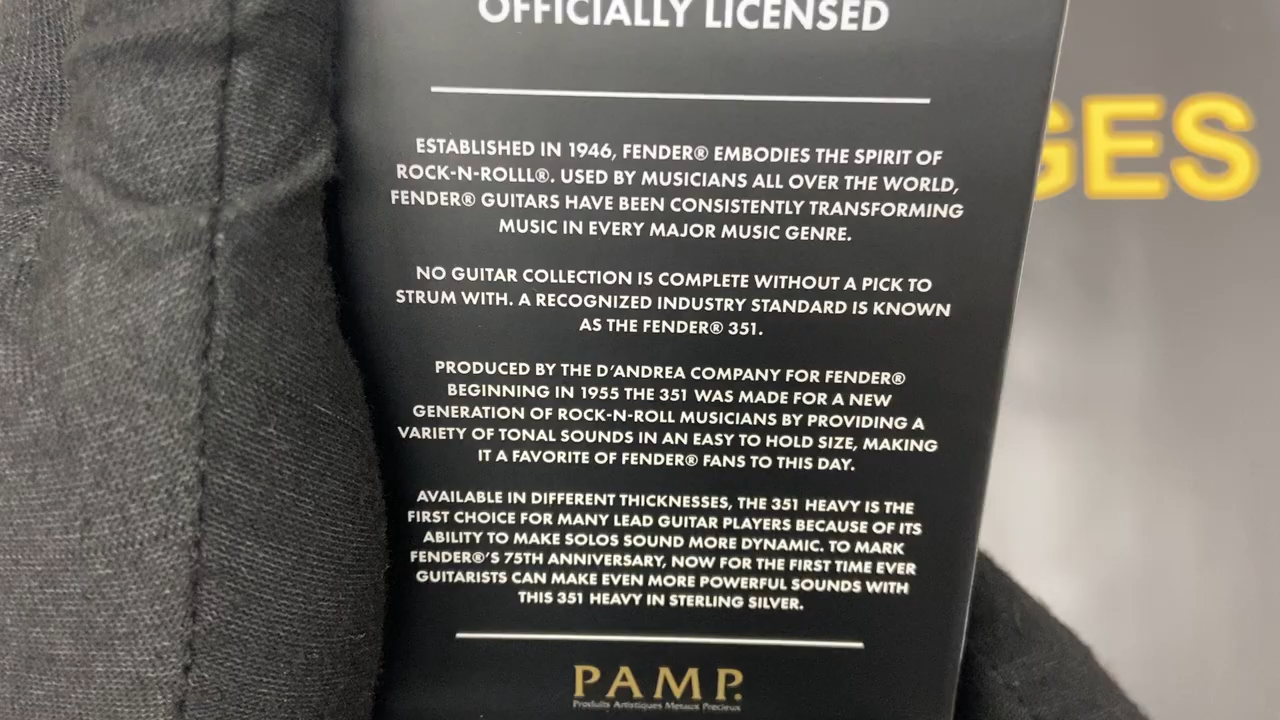 OFFICIALLY LICENSED
ESTABLISHED IN 1946, FENDER® EMBODIES THE SPIRIT OF
ROCK-N-ROLLL®. USED BY MUSICIANS ALL OVER THE WORLD,
FENDER® GUITARS HAVE BEEN CONSISTENTLY TRANSFORMING
MUSIC IN EVERY MAJOR MUSIC GENRE.
NO GUITAR COLLECTION IS COMPLETE WITHOUT A PICK TO
STRUM WITH. A RECOGNIZED INDUSTRY STANDARD IS KNOWN
AS THE FENDER® 351.
PRODUCED BY THE D'ANDREA COMPANY FOR FENDER®
BEGINNING IN 1955 THE 351 WAS MADE FOR A NEW
GENERATION OF ROCK-N-ROLL MUSICIANS BY PROVIDING A
VARIETY OF TONAL SOUNDS IN AN EASY TO HOLD SIZE, MAKING
IT A FAVORITE OF FENDER® FANS TO THIS DAY.
AVAILABLE IN DIFFERENT THICKNESSES, THE 351 HEAVY IS THE
FIRST CHOICE FOR MANY LEAD GUITAR PLAYERS BECAUSE OF ITS
ABILITY TO MAKE SOLOS SOUND MORE DYNAMIC. TO MARK
FENDER®'S 75TH ANNIVERSARY, NOW FOR THE FIRST TIME EVER
GUITARISTS CAN MAKE EVEN MORE POWERFUL SOUNDS WITH
THIS 351 HEAVY IN STERLING SILVER.
PAMP.
Produits Artistiques Métaux Précieux
GES